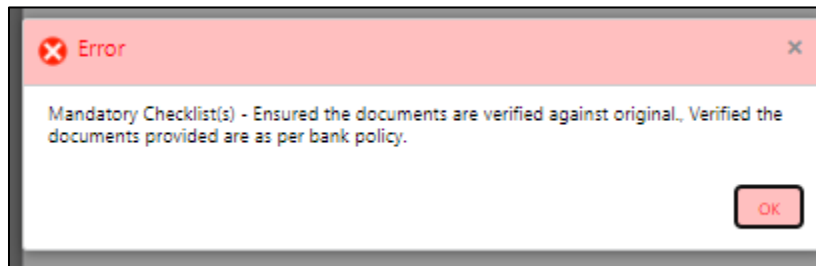 Error
Mandatory Checklist(s) - Ensured the documents are verified against original., Verified the
documents provided are as per bank policy.
OK